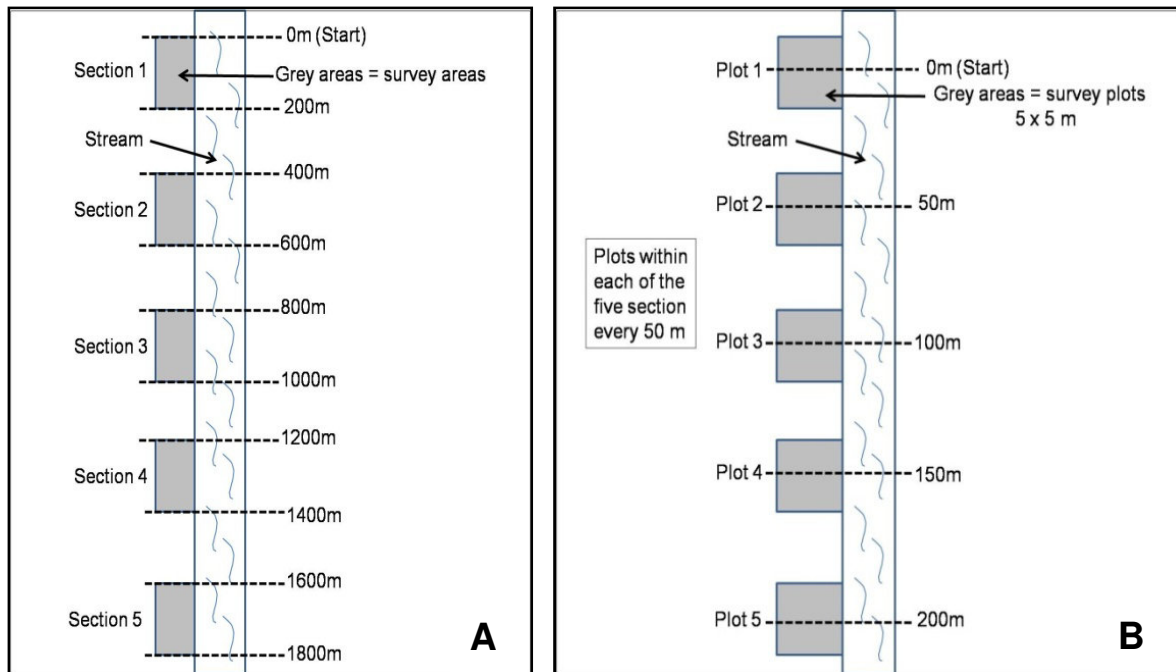 0m (Start)
Section 1
Grey areas = survey areas
200m
Stream
400m
Section 2
600m
800m
Section 3
1000m
1200m
Section 4
1400m
1600m
Section 5
1800m
A
Plot 1
0m (Start)
Grey areas = survey plots
5 x 5 m
Stream
Plot 2
50m
Plots within
each of the
five section
every 50 m
Plot 3
100m
Plot 4
150m
Plot 5
200m
B